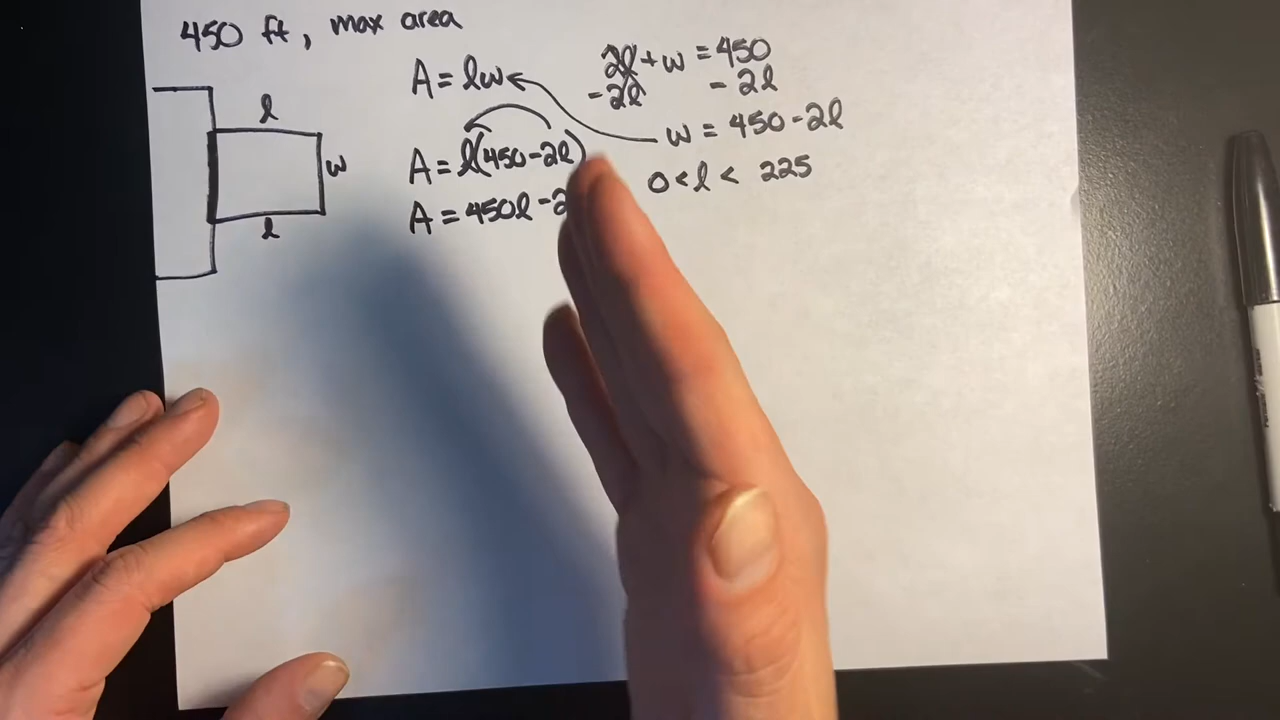 450 ft, max area
l
w
l
A = lw
A = l(450-2l)
A = 450l - 2
2l + w = 450
-2l - 2l
w = 450 - 2l
0 < l < 225